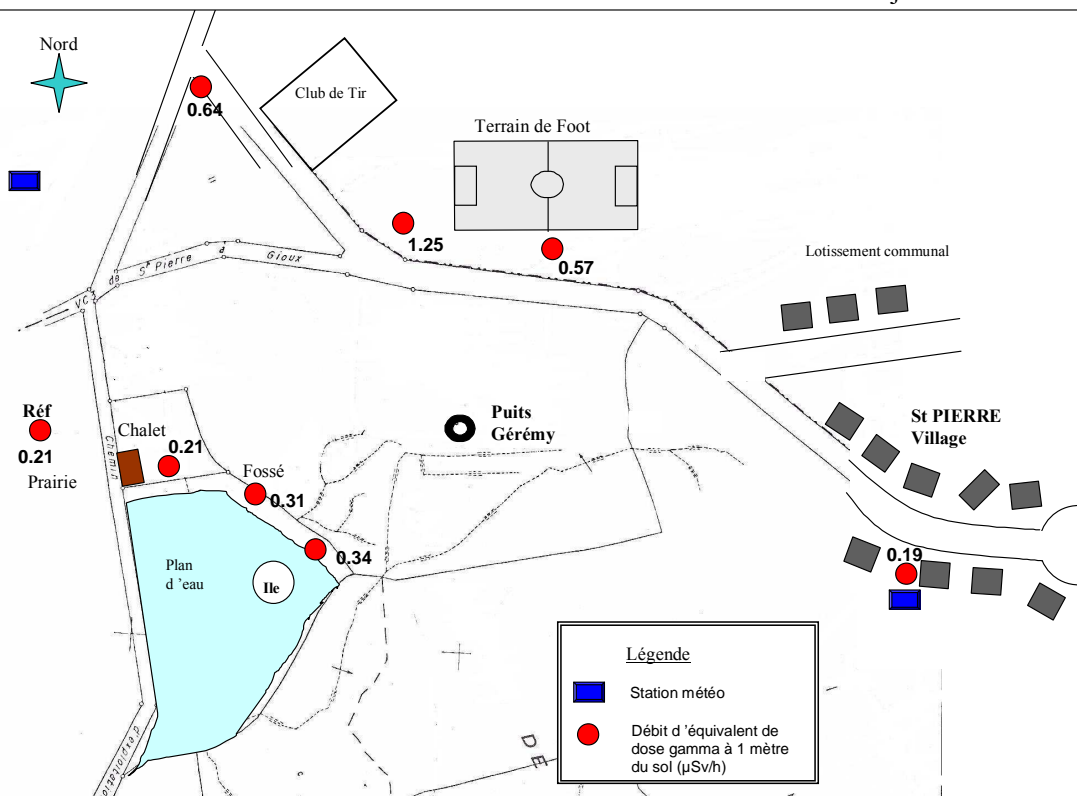 Nord
0.64
Club de Tir
Terrain de Foot
1.25
0.57
Lotissement communal
VC
de St Pierre à Gioux
Réf
0.21
Prairie
Chemin
Chalet
0.21
Fossé
0.31
0.34
Puits
Gérémy
St PIERRE
Village
0.19
Plan
d 'eau
Ile
d'exploitation
DE
Légende
Station météo
Débit d 'équivalent de
dose gamma à 1 mètre
du sol (µSv/h)